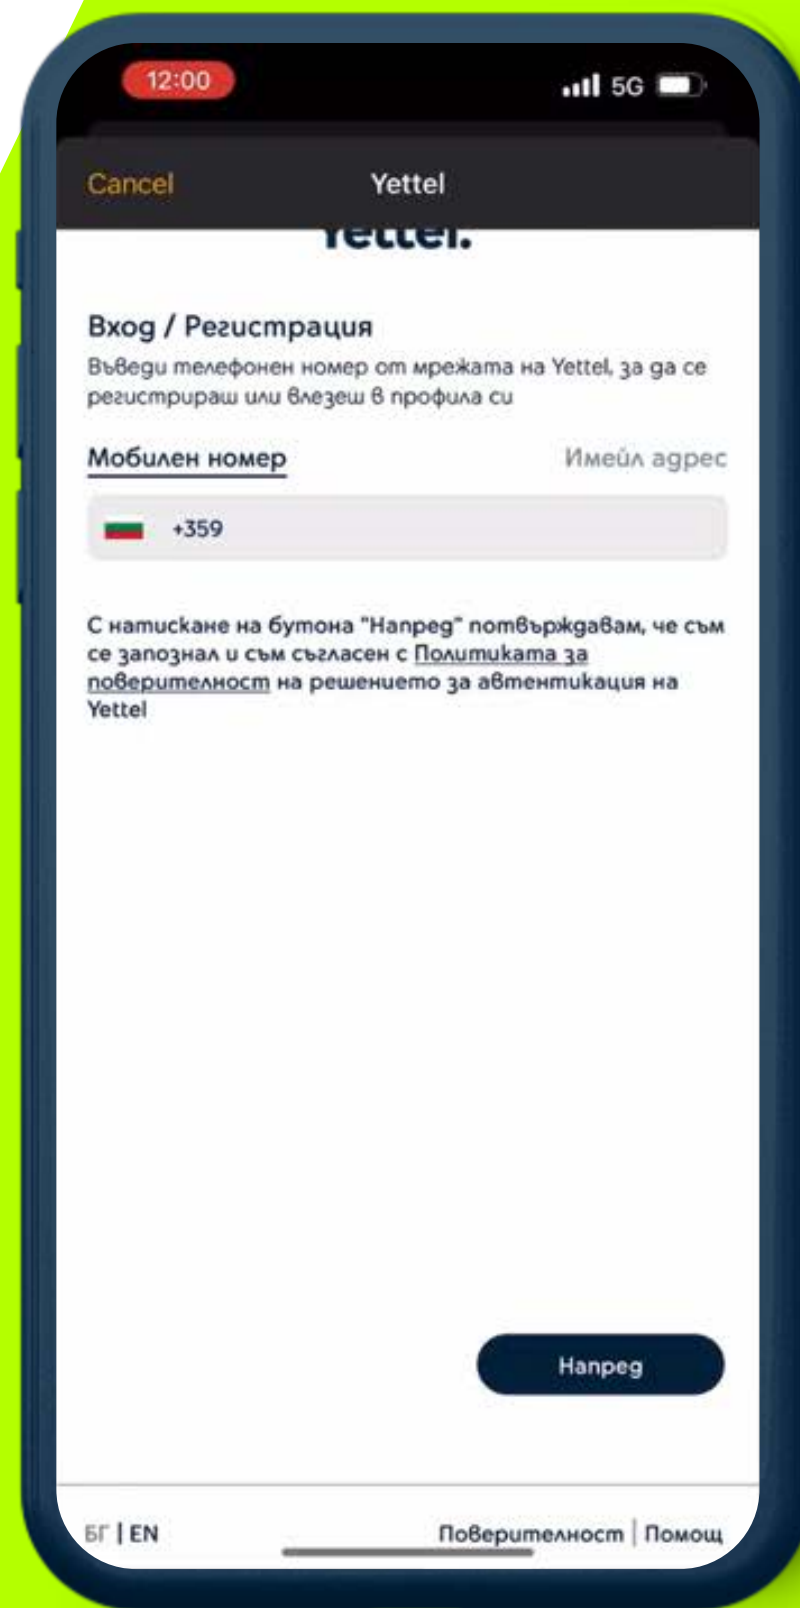 12:00
5G
Cancel
Yettel
Yettel.
Вход / Регистрация
Въведи телефонен номер от мрежата на Yettel, за да се
регистрираш или влезеш в профила си
Мобилен номер
Имейл адрес
+359
С натискане на бутона "Напред" потвърждавам, че съм
се запознал и съм съгласен с Политиката за
поверителност на решението за автентикация на
Yettel
Напред
БГ | EN
Поверителност | Помощ